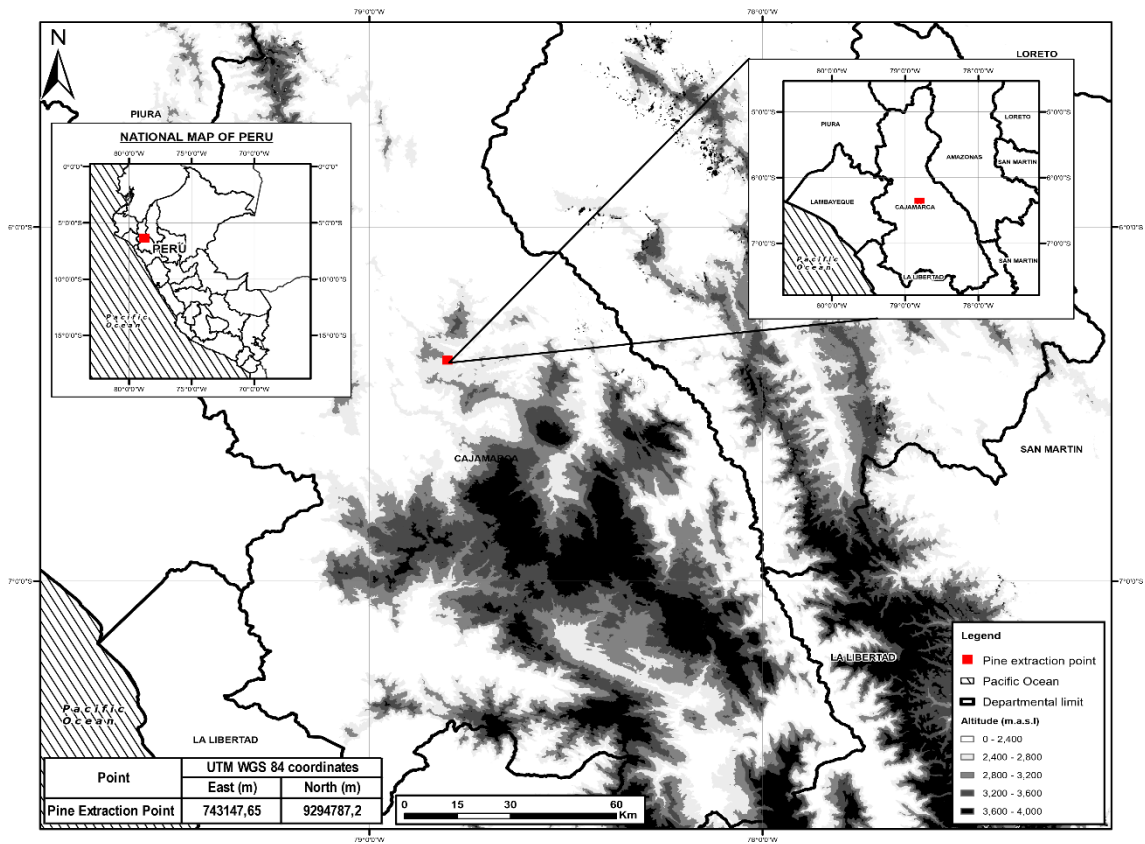 79°0'0"W
78°0'0"W
N
LORETO
PIURA
NATIONAL MAP OF PERU
80°0'0"W
75°0'0"W
70°0'0"W
0°0'0"
0°0'0"
5°0'0"S
5°0'0"S
PERU
10°0'0"S
10°0'0"S
15°0'0"S
15°0'0"S
Pacific
Ocean
80°0'0"W
75°0'0"W
70°0'0"W
80°0'0"W
79°0'0"W
78°0'0"W
5°0'0"S
5°0'0"S
PIURA
LORETO
AMAZONAS
SAN MARTIN
6°0'0"S
6°0'0"S
LAMBAYEQUE
CAJAMARCA
7°0'0"S
7°0'0"S
Pacific
Ocean
SAN MARTIN
LA LIBERTAD
80°0'0"W
79°0'0"W
78°0'0"W
6°0'0"S
6°0'0"S
CAJAMARCA
SAN MARTIN
7°0'0"S
7°0'0"S
LA LIBERTAD
Pacific
Ocean
LA LIBERTAD
Legend
Pine extraction point
Pacific Ocean
Departmental limit
Altitude (m.a.s.l)
0 - 2,400
2,400 - 2,800
2,800 - 3,200
3,200 - 3,600
3,600 - 4,000
Point
UTM WGS 84 coordinates
East (m)
North (m)
Pine Extraction Point
743147,65
9294787,2
0 15 30 60
Km
79°0'0"W
78°0'0"W